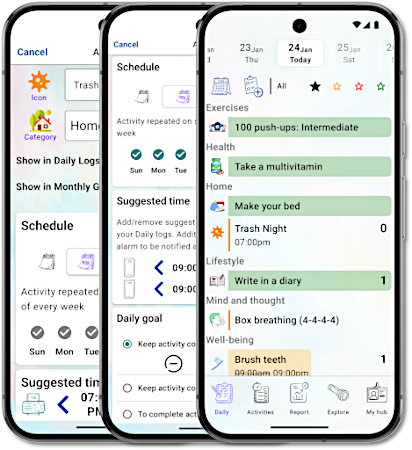 Cancel
A
Icon
Trash
Category
Home
Show in Daily Logs
Show in Monthly G
Schedule
Activity repeated
of every week
Sun Mon Tue
Suggested time
07:
PM
Cancel
A
Schedule
Activity repeated on s
week
Sun Mon Tue
Suggested time
Add/remove suggest
your Daily logs. Addit
alarm to be notified a
09:00
09:00
Daily goal
Keep activity co
Keep activity co
To complete act
23 Jan 24 Jan 25 Jan
Thu Today Sat
All
Exercises
100 push-ups: Intermediate
Health
Take a multivitamin
Home
Make your bed
Trash Night 0
07:00pm
Lifestyle
Write in a diary 1
Mind and thought
Box breathing (4-4-4-4)
Well-being
Brush teeth 1
09:00am 09:00pm
Daily Activities Report Explore My hub